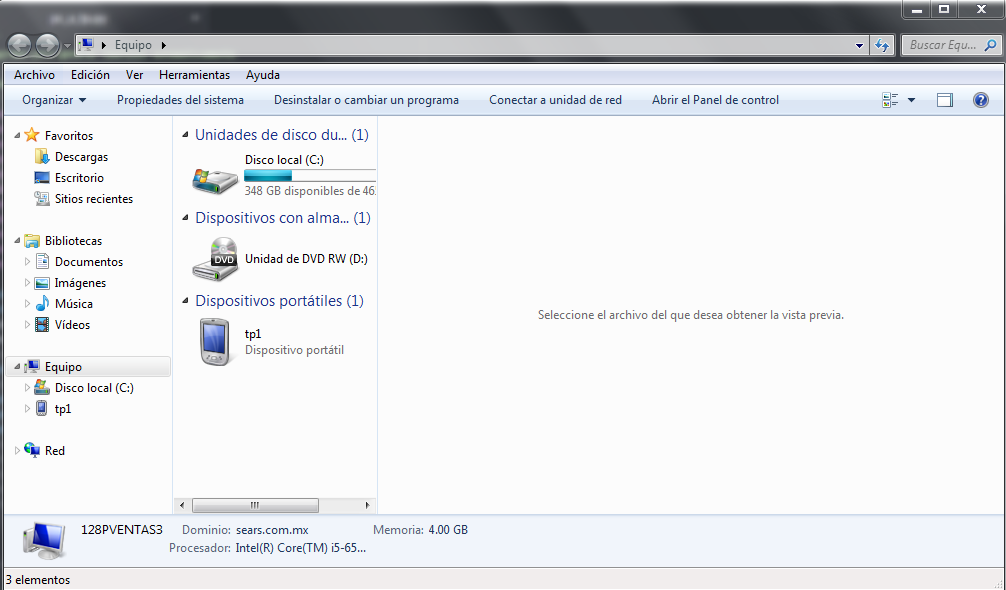 Equipo
Buscar Equ...
Archivo Edición Ver Herramientas Ayuda
Organizar Propiedades del sistema Desinstalar o cambiar un programa Conectar a unidad de red Abrir el Panel de control
Favoritos
Descargas
Escritorio
Sitios recientes
Bibliotecas
Documentos
Imágenes
Música
Vídeos
Equipo
Disco local (C:)
tp1
Red
Unidades de disco du... (1)
Disco local (C:)
348 GB disponibles de 46
Dispositivos con alma... (1)
DVD
Unidad de DVD RW (D:)
Dispositivos portátiles (1)
tp1
Dispositivo portátil
Seleccione el archivo del que desea obtener la vista previa.
128PVENTAS3 Dominio: sears.com.mx Memoria: 4.00 GB
Procesador: Intel(R) Core(TM) i5-65...
3 elementos